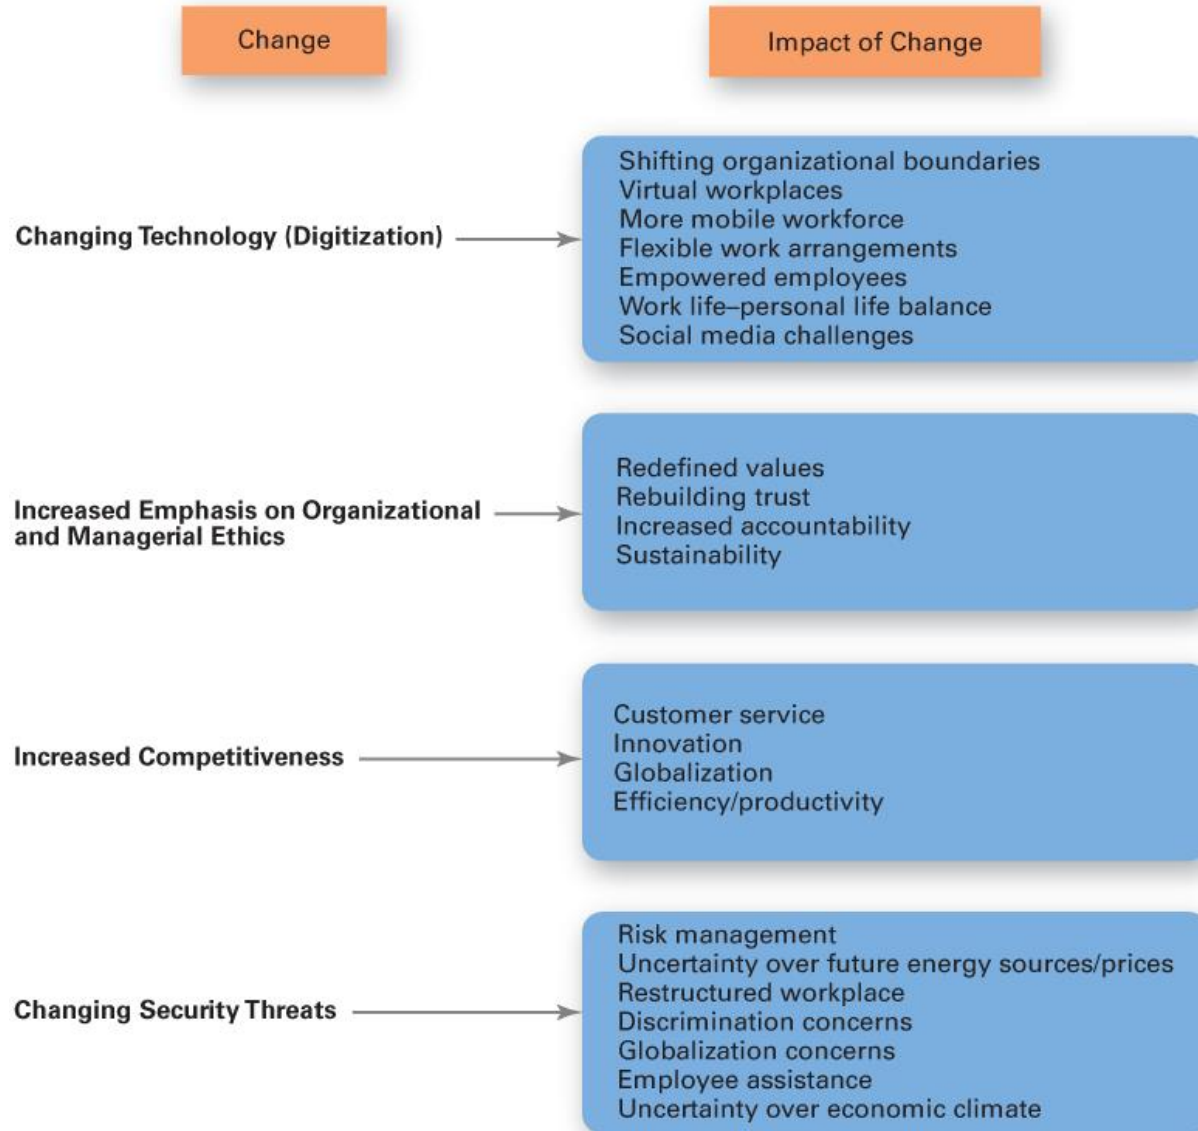 Change
Impact of Change
Changing Technology (Digitization)
Shifting organizational boundaries
Virtual workplaces
More mobile workforce
Flexible work arrangements
Empowered employees
Work life–personal life balance
Social media challenges
Increased Emphasis on Organizational
and Managerial Ethics
Redefined values
Rebuilding trust
Increased accountability
Sustainability
Increased Competitiveness
Customer service
Innovation
Globalization
Efficiency/productivity
Changing Security Threats
Risk management
Uncertainty over future energy sources/prices
Restructured workplace
Discrimination concerns
Globalization concerns
Employee assistance
Uncertainty over economic climate